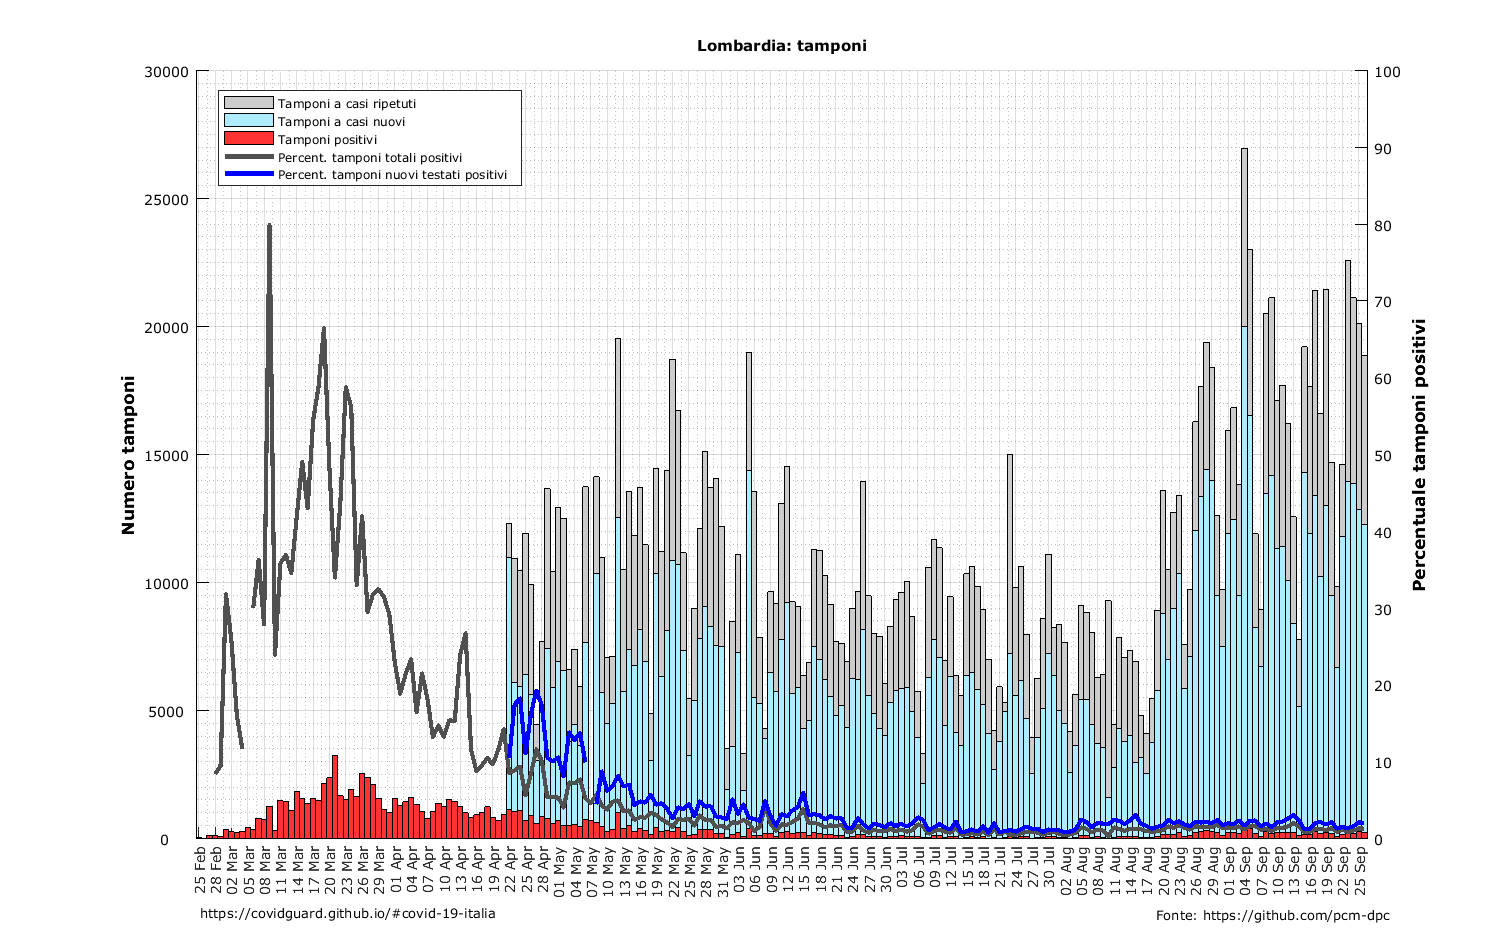 Lombardia: tamponi
30000
25000
20000
15000
10000
5000
0
Numero tamponi
100
90
80
70
60
50
40
30
20
10
0
Percentuale tamponi positivi
Tamponi a casi ripetuti
Tamponi a casi nuovi
Tamponi positivi
Percent. tamponi totali positivi
Percent. tamponi nuovi testati positivi
25 Feb
28 Feb
02 Mar
05 Mar
08 Mar
11 Mar
14 Mar
17 Mar
20 Mar
23 Mar
26 Mar
29 Mar
01 Apr
04 Apr
07 Apr
10 Apr
13 Apr
16 Apr
19 Apr
22 Apr
25 Apr
28 Apr
01 May
04 May
07 May
10 May
13 May
16 May
19 May
22 May
25 May
28 May
31 May
03 Jun
06 Jun
09 Jun
12 Jun
15 Jun
18 Jun
21 Jun
24 Jun
27 Jun
30 Jun
03 Jul
06 Jul
09 Jul
12 Jul
15 Jul
18 Jul
21 Jul
24 Jul
27 Jul
30 Jul
02 Aug
05 Aug
08 Aug
11 Aug
14 Aug
17 Aug
20 Aug
23 Aug
26 Aug
29 Aug
01 Sep
04 Sep
07 Sep
10 Sep
13 Sep
16 Sep
19 Sep
22 Sep
25 Sep
https://covidguard.github.io/#covid-19-italia
Fonte: https://github.com/pcm-dpc